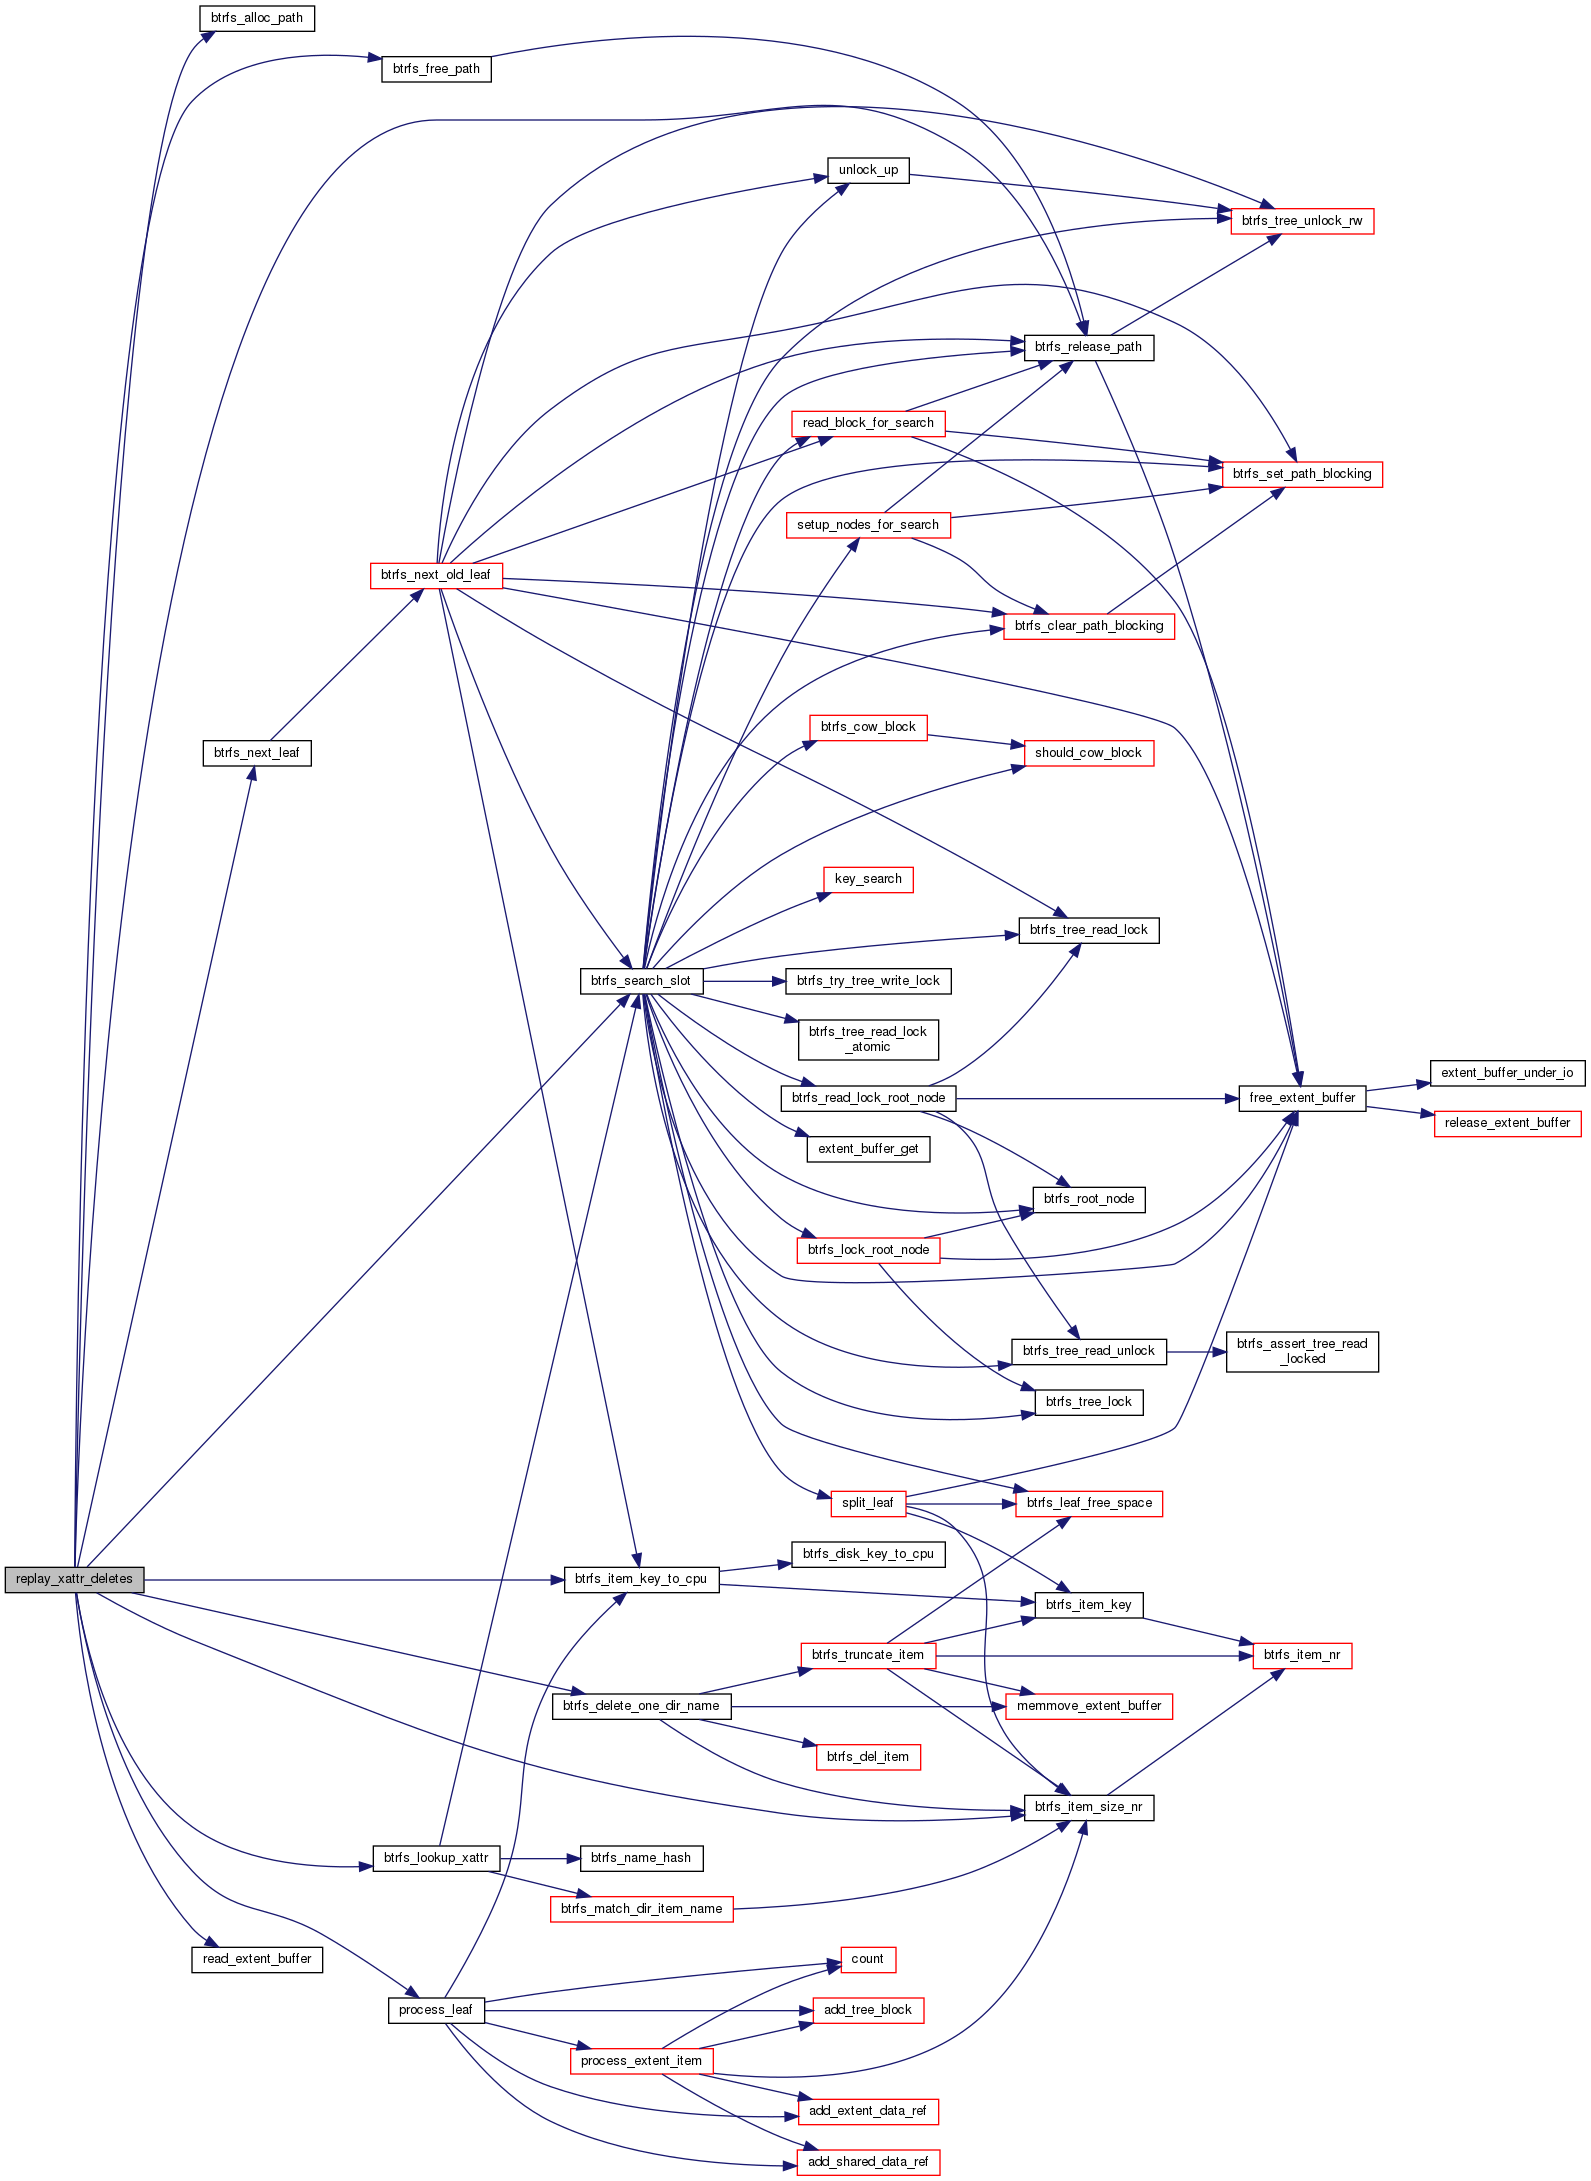 btrfs_alloc_path
btrfs_free_path
unlock_up
btrfs_tree_unlock_rw
btrfs_release_path
read_block_for_search
btrfs_set_path_blocking
setup_nodes_for_search
btrfs_next_old_leaf
btrfs_clear_path_blocking
btrfs_cow_block
btrfs_next_leaf
should_cow_block
key_search
btrfs_tree_read_lock
btrfs_search_slot
btrfs_try_tree_write_lock
btrfs_tree_read_lock
_atomic
extent_buffer_under_io
btrfs_read_lock_root_node
free_extent_buffer
release_extent_buffer
extent_buffer_get
btrfs_root_node
btrfs_lock_root_node
btrfs_tree_read_unlock
btrfs_assert_tree_read
_locked
btrfs_tree_lock
split_leaf
btrfs_leaf_free_space
btrfs_disk_key_to_cpu
replay_xattr_deletes
btrfs_item_key_to_cpu
btrfs_item_key
btrfs_truncate_item
btrfs_item_nr
btrfs_delete_one_dir_name
memmove_extent_buffer
btrfs_del_item
btrfs_item_size_nr
btrfs_lookup_xattr
btrfs_name_hash
btrfs_match_dir_item_name
read_extent_buffer
count
process_leaf
add_tree_block
process_extent_item
add_extent_data_ref
add_shared_data_ref